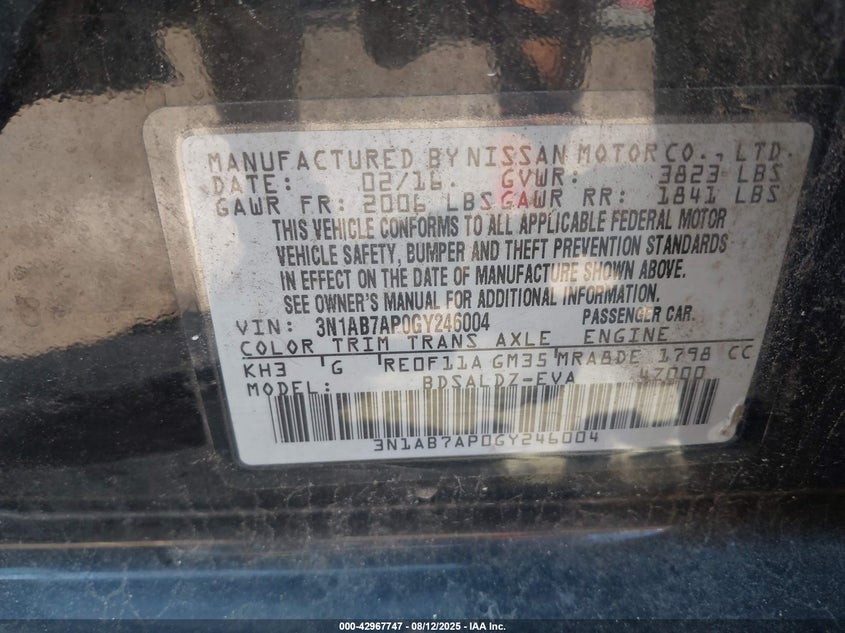 MANUFACTURED BY NISSAN MOTOR CO., LTD.
DATE: 02/16 GVWR: 3823 LBS
GAWR FR: 2006 LBS GAWR RR: 1841 LBS
THIS VEHICLE CONFORMS TO ALL APPLICABLE FEDERAL MOTOR
VEHICLE SAFETY, BUMPER AND THEFT PREVENTION STANDARDS
IN EFFECT ON THE DATE OF MANUFACTURE SHOWN ABOVE.
SEE OWNER'S MANUAL FOR ADDITIONAL INFORMATION.
VIN: 3N1AB7AP0GY246004 PASSENGER CAR
COLOR TRIM TRANS AXLE ENGINE
KH3 G RE0F11A GM35 MRA8DE 1798 CC
MODEL: BDSALDZ-EVA 47000
3N1AB7AP0GY246004
000-42967747 - 08/12/2025 - IAA Inc.